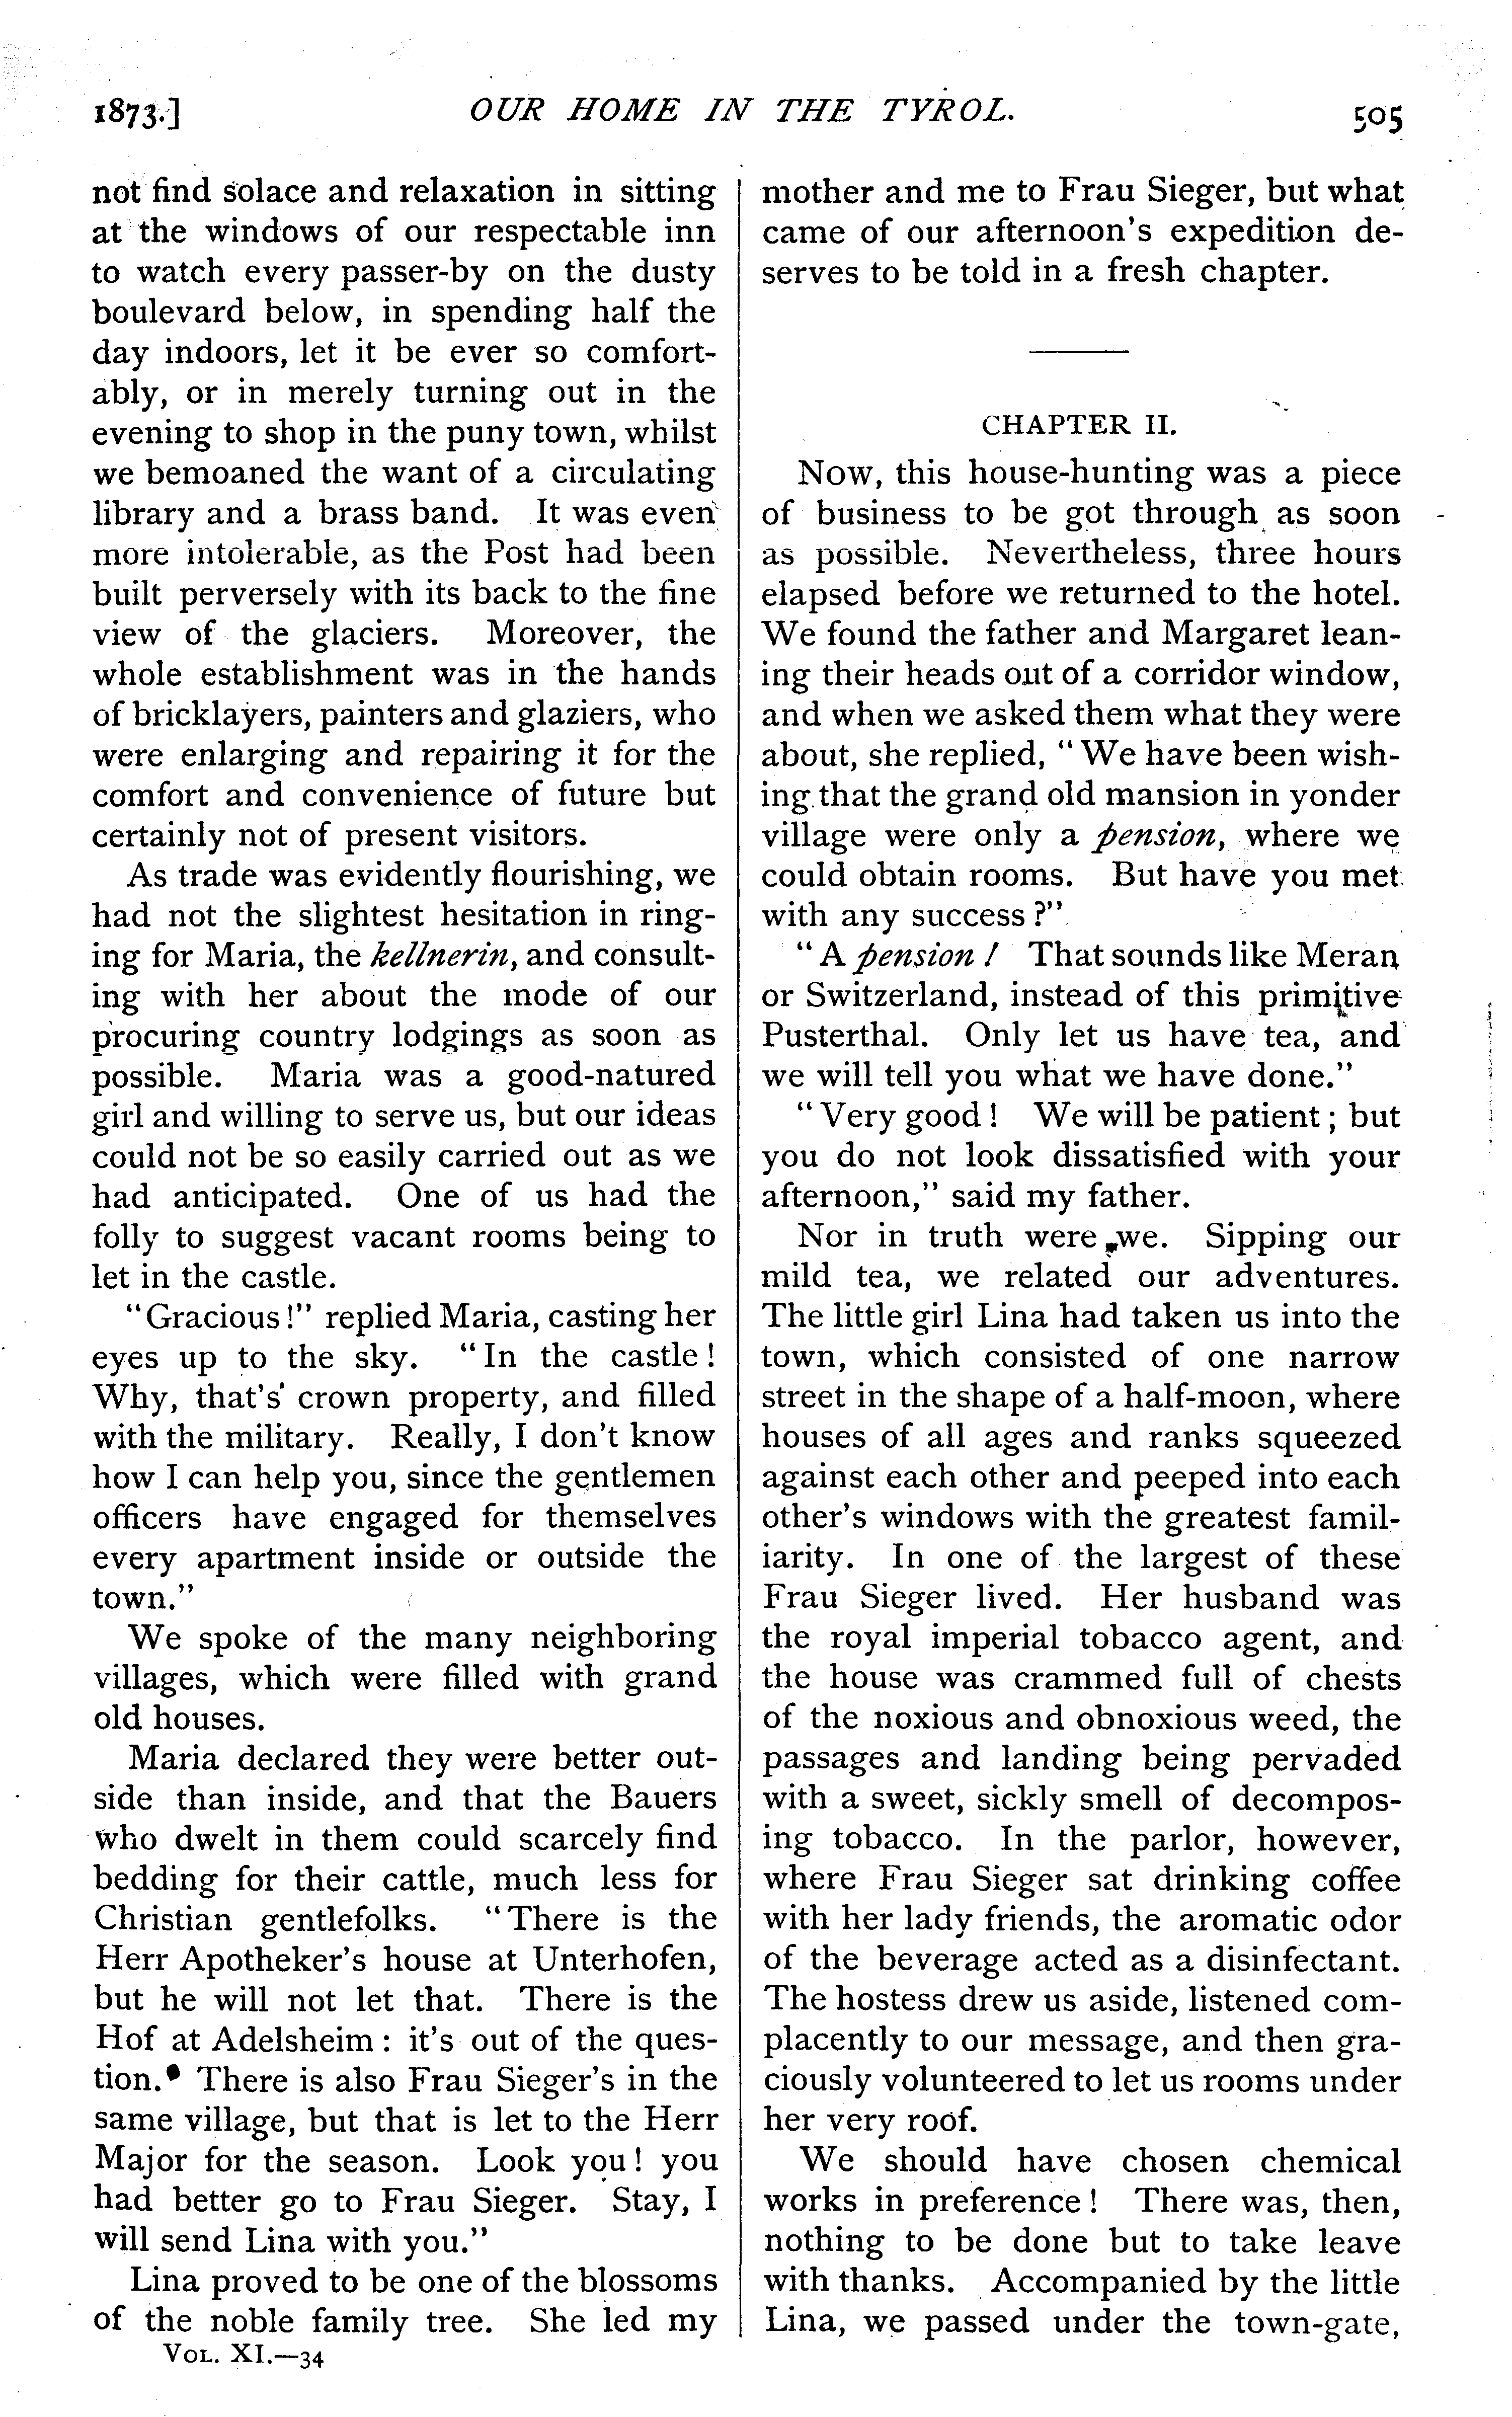 1873.] OUR HOME IN THE TYROL. 505
not find solace and relaxation in sitting
at the windows of our respectable inn
to watch every passer-by on the dusty
boulevard below, in spending half the
day indoors, let it be ever so comfort-
ably, or in merely turning out in the
evening to shop in the puny town, whilst
we bemoaned the want of a circulating
library and a brass band. It was even
more intolerable, as the Post had been
built perversely with its back to the fine
view of the glaciers. Moreover, the
whole establishment was in the hands
of bricklayers, painters and glaziers, who
were enlarging and repairing it for the
comfort and convenience of future but
certainly not of present visitors.
As trade was evidently flourishing, we
had not the slightest hesitation in ring-
ing for Maria, the kellnerin, and consult-
ing with her about the mode of our
procuring country lodgings as soon as
possible. Maria was a good-natured
girl and willing to serve us, but our ideas
could not be so easily carried out as we
had anticipated. One of us had the
folly to suggest vacant rooms being to
let in the castle.
"Gracious!" replied Maria, casting her
eyes up to the sky. "In the castle!
Why, that's crown property, and filled
with the military. Really, I don't know
how I can help you, since the gentlemen
officers have engaged for themselves
every apartment inside or outside the
town."
We spoke of the many neighboring
villages, which were filled with grand
old houses.
Maria declared they were better out-
side than inside, and that the Bauers
who dwelt in them could scarcely find
bedding for their cattle, much less for
Christian gentlefolks. "There is the
Herr Apotheker's house at Unterhofen,
but he will not let that. There is the
Hof at Adelsheim: it's out of the ques-
tion. There is also Frau Sieger's in the
same village, but that is let to the Herr
Major for the season. Look you! you
had better go to Frau Sieger. Stay, I
will send Lina with you."
Lina proved to be one of the blossoms
of the noble family tree. She led my
VOL. XI.—34
mother and me to Frau Sieger, but what
came of our afternoon's expedition de-
serves to be told in a fresh chapter.
CHAPTER II.
Now, this house-hunting was a piece
of business to be got through as soon
as possible. Nevertheless, three hours
elapsed before we returned to the hotel.
We found the father and Margaret lean-
ing their heads out of a corridor window,
and when we asked them what they were
about, she replied, "We have been wish-
ing that the grand old mansion in yonder
village were only a pension, where we
could obtain rooms. But have you met
with any success?"
"A pension! That sounds like Meran
or Switzerland, instead of this primitive
Pusterthal. Only let us have tea, and
we will tell you what we have done."
"Very good! We will be patient; but
you do not look dissatisfied with your
afternoon," said my father.
Nor in truth were we. Sipping our
mild tea, we related our adventures.
The little girl Lina had taken us into the
town, which consisted of one narrow
street in the shape of a half-moon, where
houses of all ages and ranks squeezed
against each other and peeped into each
other's windows with the greatest famil-
iarity. In one of the largest of these
Frau Sieger lived. Her husband was
the royal imperial tobacco agent, and
the house was crammed full of chests
of the noxious and obnoxious weed, the
passages and landing being pervaded
with a sweet, sickly smell of decompos-
ing tobacco. In the parlor, however,
where Frau Sieger sat drinking coffee
with her lady friends, the aromatic odor
of the beverage acted as a disinfectant.
The hostess drew us aside, listened com-
placently to our message, and then gra-
ciously volunteered to let us rooms under
her very roof.
We should have chosen chemical
works in preference! There was, then,
nothing to be done but to take leave
with thanks. Accompanied by the little
Lina, we passed under the town-gate,